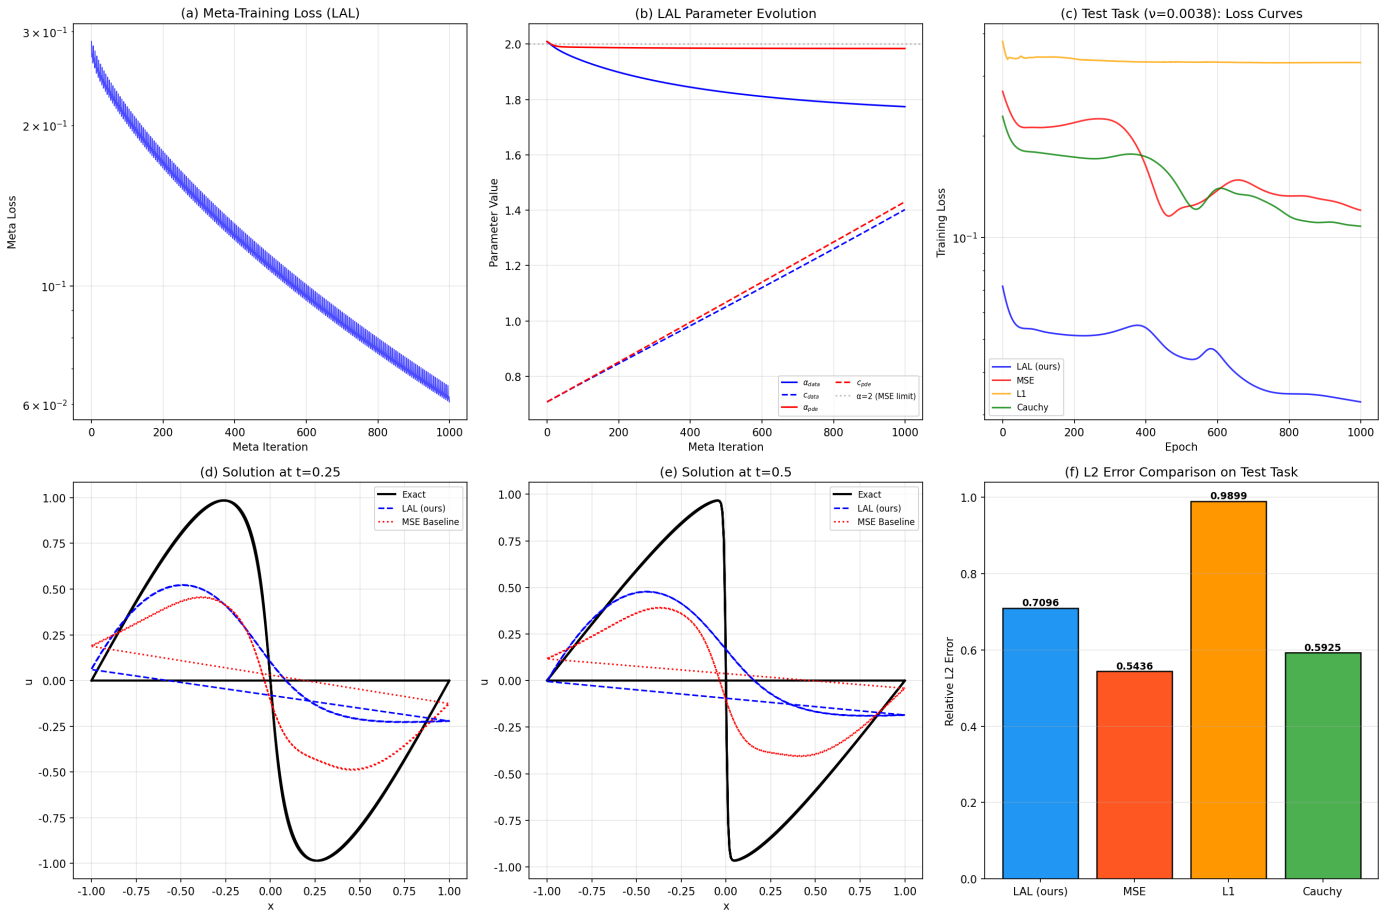 (a) Meta-Training Loss (LAL)
3 × 10⁻¹
2 × 10⁻¹
10⁻¹
6 × 10⁻²
Meta Loss
0 200 400 600 800 1000
Meta Iteration
(b) LAL Parameter Evolution
2.0
1.8
1.6
1.4
1.2
1.0
0.8
Parameter Value
α_data
c_data
α_pde
c_pde
α=2 (MSE limit)
0 200 400 600 800 1000
Meta Iteration
(c) Test Task (ν=0.0038): Loss Curves
10⁻¹
Training Loss
LAL (ours)
MSE
L1
Cauchy
0 200 400 600 800 1000
Epoch
(d) Solution at t=0.25
1.00
0.75
0.50
0.25
0.00
-0.25
-0.50
-0.75
-1.00
u
Exact
LAL (ours)
MSE Baseline
-1.00 -0.75 -0.50 -0.25 0.00 0.25 0.50 0.75 1.00
x
(e) Solution at t=0.5
1.00
0.75
0.50
0.25
0.00
-0.25
-0.50
-0.75
-1.00
u
Exact
LAL (ours)
MSE Baseline
-1.00 -0.75 -0.50 -0.25 0.00 0.25 0.50 0.75 1.00
x
(f) L2 Error Comparison on Test Task
1.0
0.8
0.6
0.4
0.2
0.0
Relative L2 Error
0.7096
0.5436
0.9899
0.5925
LAL (ours) MSE L1 Cauchy